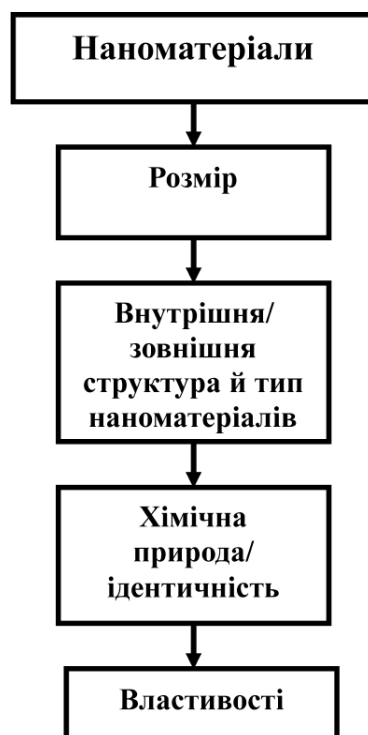 Наноматеріали
Розмір
Внутрішня/
зовнішня
структура й тип
наноматеріалів
Хімічна
природа/
ідентичність
Властивості